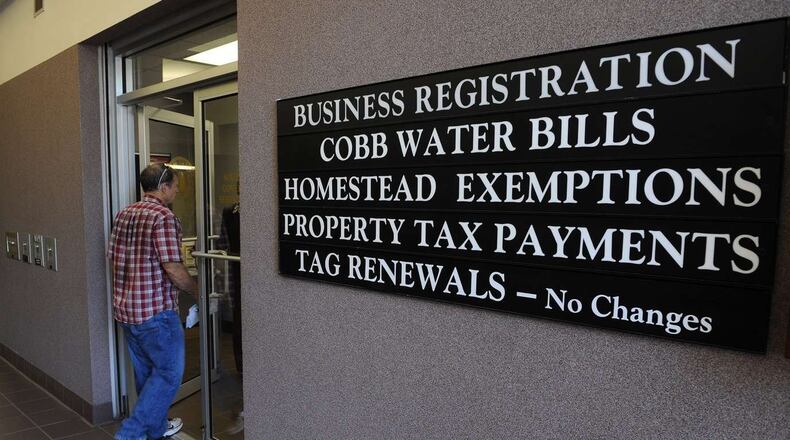 BUSINESS REGISTRATION
COBB WATER BILLS
HOMESTEAD EXEMPTIONS
PROPERTY TAX PAYMENTS
TAG RENEWALS – No Changes